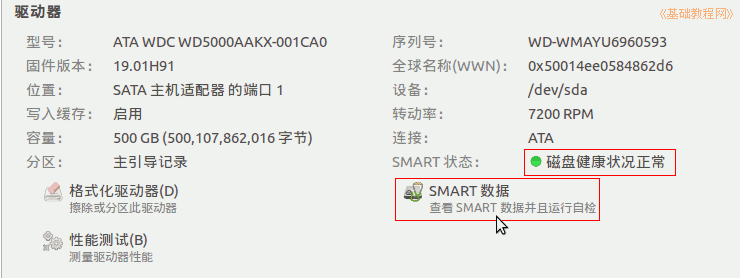 驱动器
《基础教程网》
型号： ATA WDC WD5000AAKX-001CA0
序列号： WD-WMAYU6960593
固件版本： 19.01H91
全球名称(WWN)： 0x50014ee0584862d6
位置： SATA 主机适配器 的端口 1
设备： /dev/sda
写入缓存： 启用
转动率： 7200 RPM
容量： 500 GB (500,107,862,016 字节)
连接： ATA
分区： 主引导记录
SMART 状态： 磁盘健康状况正常
格式化驱动器(D)
擦除或分区此驱动器
SMART 数据
查看 SMART 数据并且运行自检
性能测试(B)
测量驱动器性能